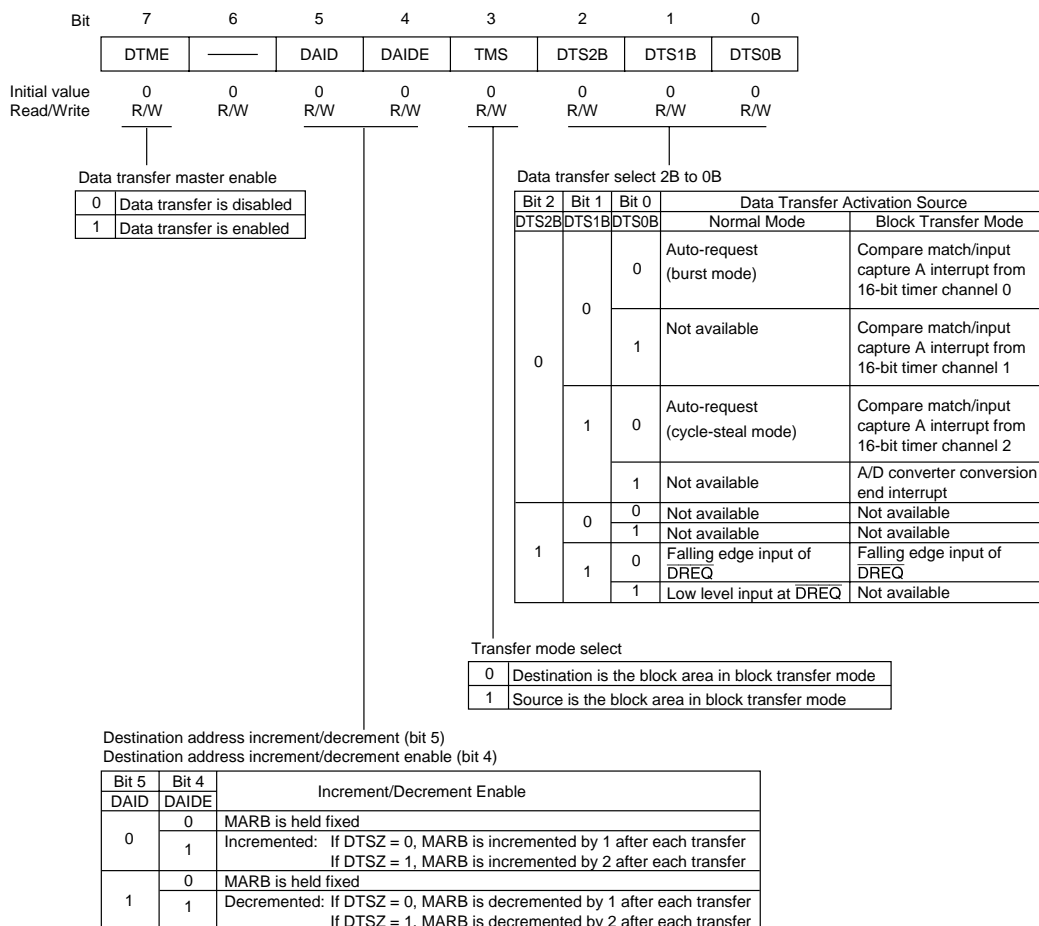 Bit 7 6 5 4 3 2 1 0
DTME —— DAID DAIDE TMS DTS2B DTS1B DTS0B
Initial value 0 0 0 0 0 0 0 0
Read/Write R/W R/W R/W R/W R/W R/W R/W R/W
Data transfer master enable
0 Data transfer is disabled
1 Data transfer is enabled
Data transfer select 2B to 0B
Bit 2 Bit 1 Bit 0 Data Transfer Activation Source
DTS2B DTS1B DTS0B Normal Mode Block Transfer Mode
0 0 0 Auto-request (burst mode) Compare match/input capture A interrupt from 16-bit timer channel 0
1 Not available Compare match/input capture A interrupt from 16-bit timer channel 1
1 0 Auto-request (cycle-steal mode) Compare match/input capture A interrupt from 16-bit timer channel 2
1 Not available A/D converter conversion end interrupt
1 0 0 Not available Not available
1 Not available Not available
1 0 Falling edge input of DREQ Falling edge input of DREQ
1 Low level input at DREQ Not available
Transfer mode select
0 Destination is the block area in block transfer mode
1 Source is the block area in block transfer mode
Destination address increment/decrement (bit 5)
Destination address increment/decrement enable (bit 4)
Bit 5 Bit 4 Increment/Decrement Enable
DAID DAIDE
0 0 MARB is held fixed
1 Incremented: If DTSZ = 0, MARB is incremented by 1 after each transfer
If DTSZ = 1, MARB is incremented by 2 after each transfer
1 0 MARB is held fixed
1 Decremented: If DTSZ = 0, MARB is decremented by 1 after each transfer
If DTSZ = 1, MARB is decremented by 2 after each transfer